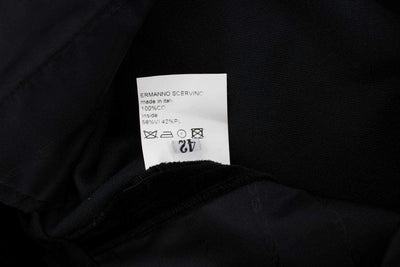 ERMANNO SCERVINO
made in italy
100%CO
inside
58%VI 42%PL
42